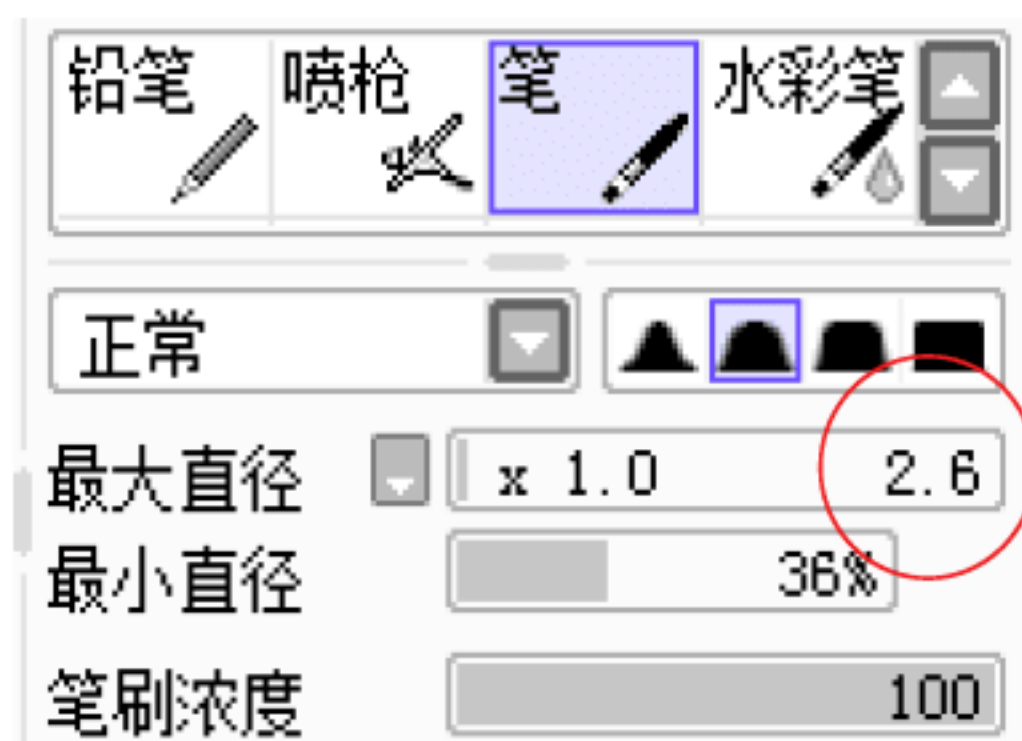 铅笔 喷枪 笔 水彩笔
正常
最大直径 x 1.0 2.6
最小直径 36%
笔刷浓度 100